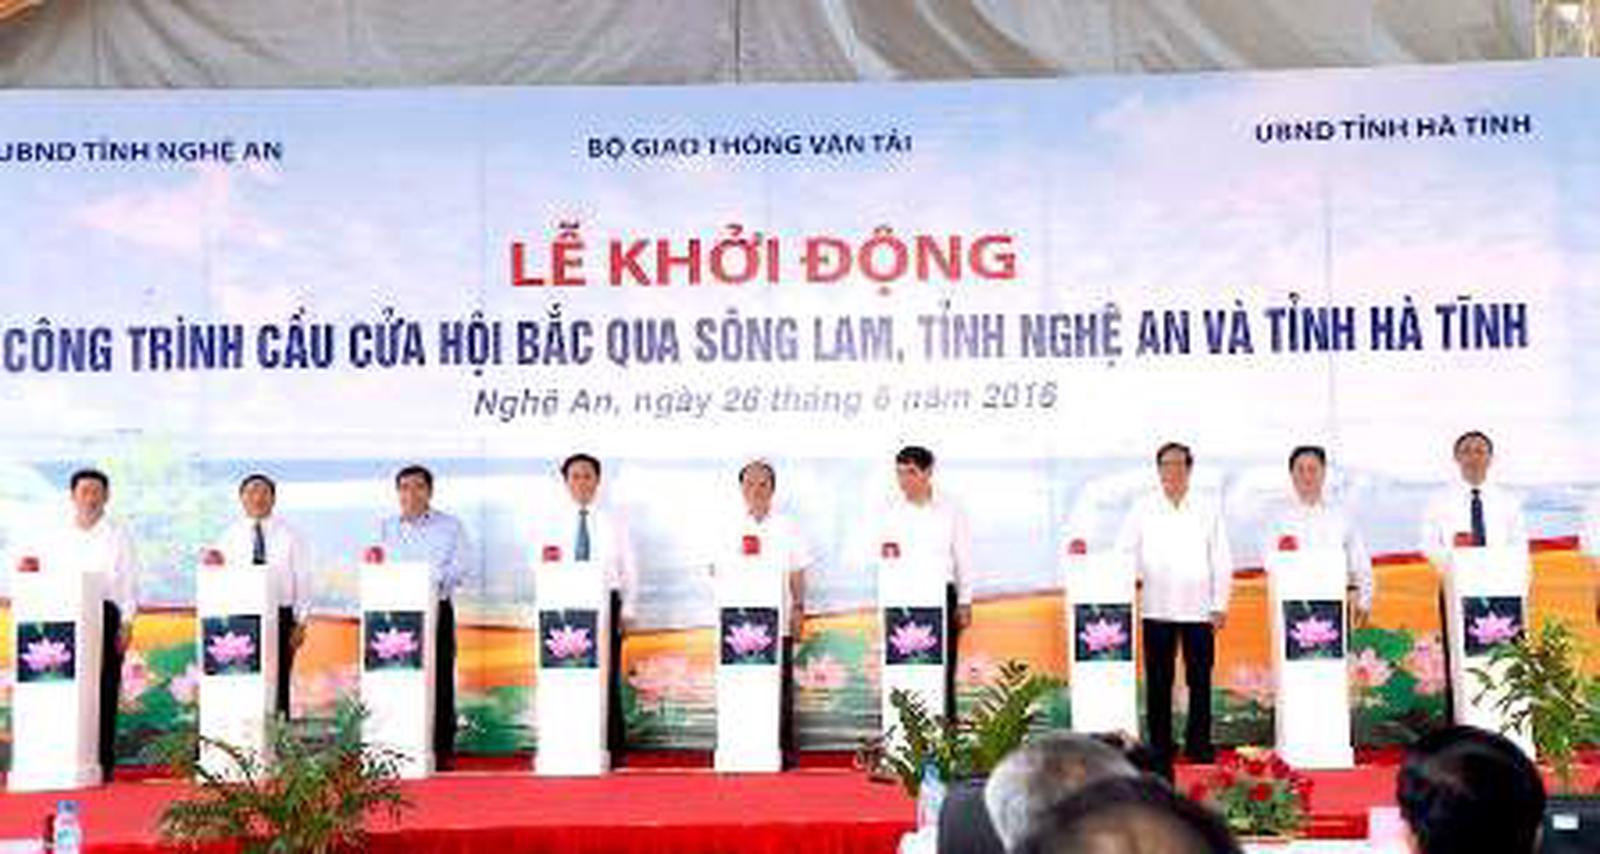 UBND TỈNH NGHỆ AN
BỘ GIAO THÔNG VẬN TẢI
UBND TỈNH HÀ TĨNH
LỄ KHỞI ĐỘNG
CÔNG TRÌNH CẦU CỬA HỘI BẮC QUA SÔNG LAM, TỈNH NGHỆ AN VÀ TỈNH HÀ TĨNH
Nghệ An, ngày 26 tháng 6 năm 2016